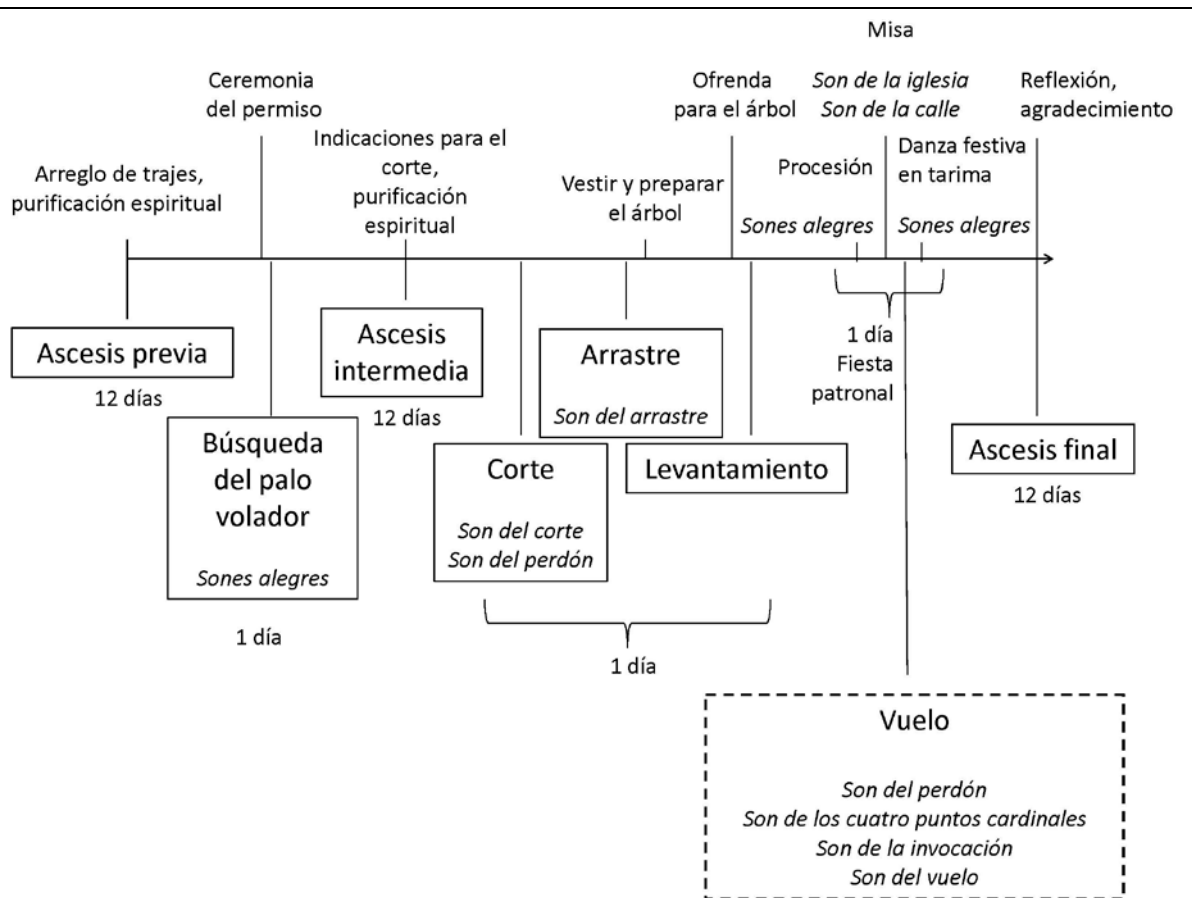 Misa
Ceremonia
del permiso
Ofrenda
para el árbol
Son de la iglesia
Son de la calle
Reflexión,
agradecimiento
Indicaciones para el
corte,
purificación
espiritual
Danza festiva
en tarima
Arreglo de trajes,
purificación espiritual
Vestir y preparar
el árbol
Procesión
Sones alegres
Sones alegres
Ascesis previa
12 días
Ascesis
intermedia
12 días
Arrastre
Son del arrastre
1 día
Fiesta
patronal
Búsqueda
del palo
volador
Sones alegres
1 día
Corte
Son del corte
Son del perdón
Levantamiento
1 día
Ascesis final
12 días
Vuelo
Son del perdón
Son de los cuatro puntos cardinales
Son de la invocación
Son del vuelo